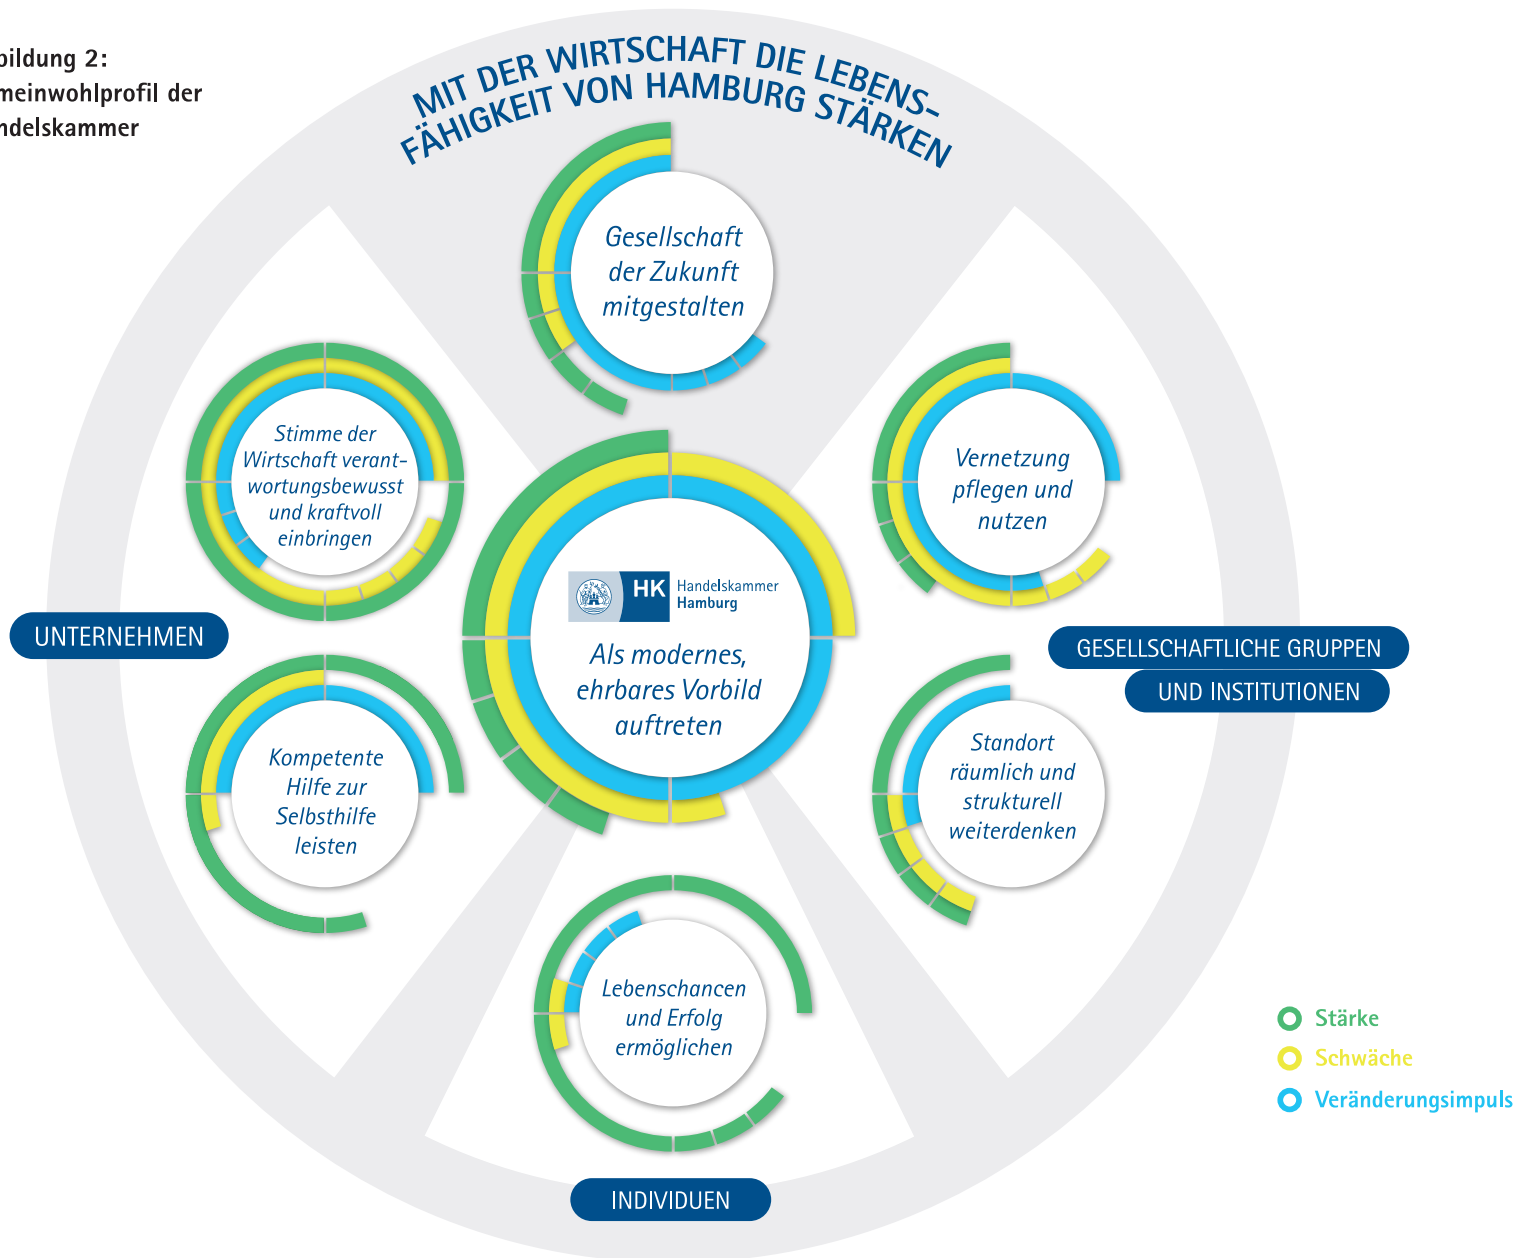 bildung 2:
meinwohlprofil der
ndelskammer
MIT DER WIRTSCHAFT DIE LEBENS-
FÄHIGKEIT VON HAMBURG STÄRKEN
Gesellschaft
der Zukunft
mitgestalten
Stimme der
Wirtschaft verant-
wortungsbewusst
und kraftvoll
einbringen
Vernetzung
pflegen und
nutzen
HK Handelskammer
Hamburg
Als modernes,
ehrbares Vorbild
auftreten
UNTERNEHMEN
GESELLSCHAFTLICHE GRUPPEN
UND INSTITUTIONEN
Kompetente
Hilfe zur
Selbsthilfe
leisten
Standort
räumlich und
strukturell
weiterdenken
Lebenschancen
und Erfolg
ermöglichen
INDIVIDUEN
Stärke
Schwäche
Veränderungsimpuls